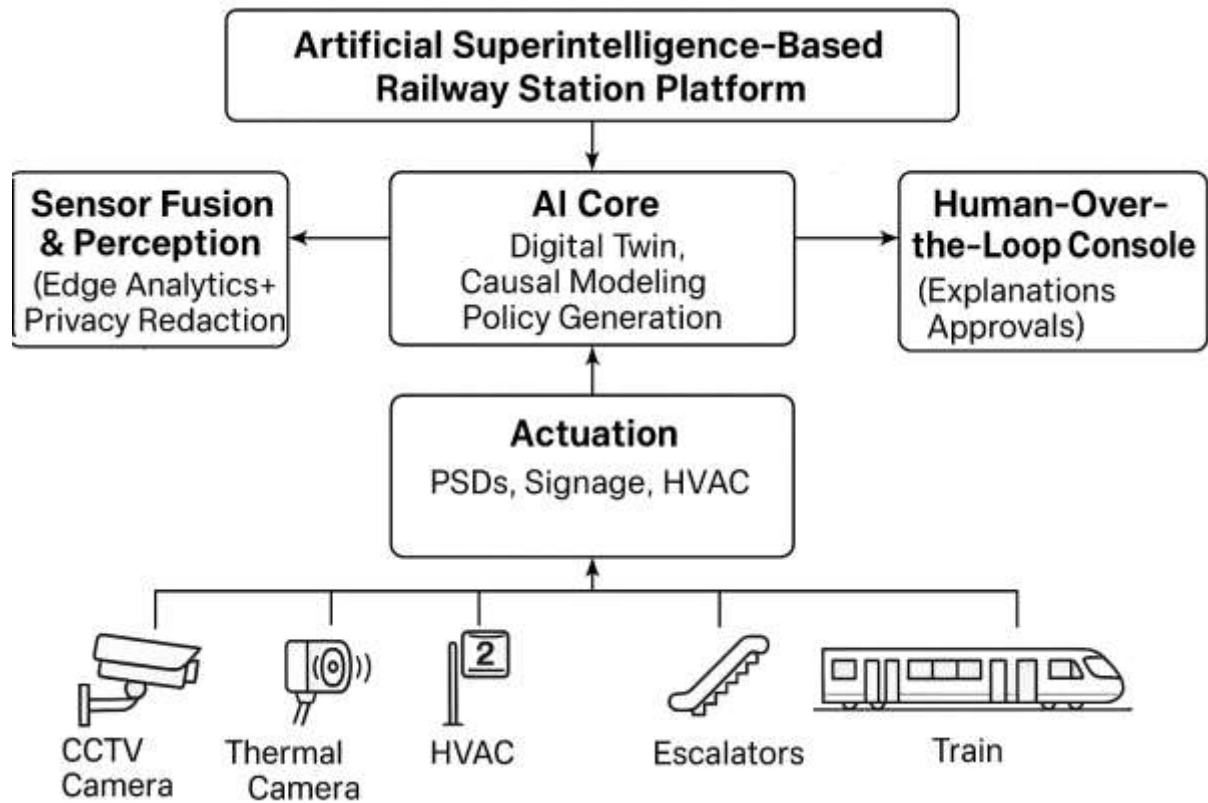 Artificial Superintelligence-Based
Railway Station Platform
Sensor Fusion
& Perception
(Edge Analytics+
Privacy Redaction
AI Core
Digital Twin,
Causal Modeling
Policy Generation
Human-Over-
the-Loop Console
(Explanations
Approvals)
Actuation
PSDs, Signage, HVAC
2
CCTV
Camera
Thermal
Camera
HVAC
Escalators
Train